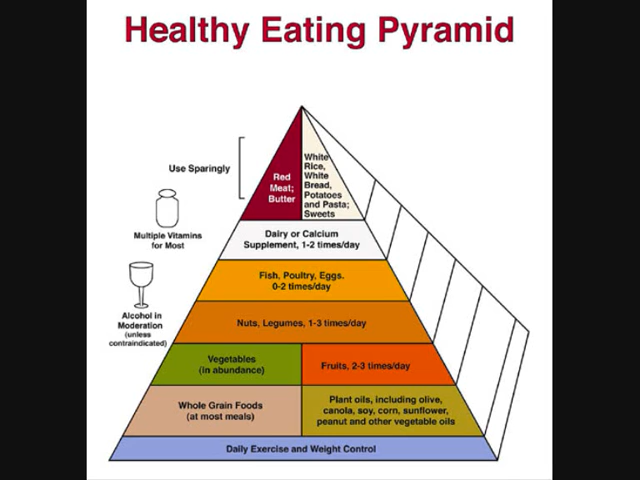 Healthy Eating Pyramid
Use Sparingly
Red
Meat;
Butter
White
Rice,
White
Bread,
Potatoes
and Pasta;
Sweets
Multiple Vitamins
for Most
Dairy or Calcium
Supplement, 1-2 times/day
Fish, Poultry, Eggs.
0-2 times/day
Alcohol in
Moderation
(unless
contraindicated)
Nuts, Legumes, 1-3 times/day
Vegetables
(in abundance)
Fruits, 2-3 times/day
Whole Grain Foods
(at most meals)
Plant oils, including olive,
canola, soy, corn, sunflower,
peanut and other vegetable oils
Daily Exercise and Weight Control